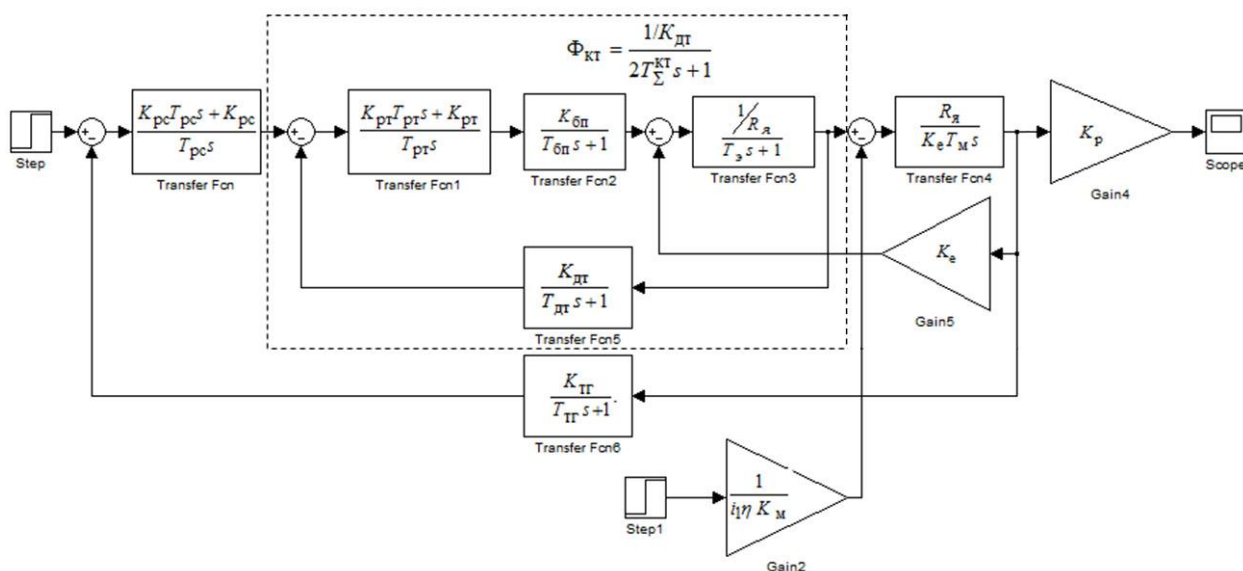 Φ_кт = (1/K_дт)/(2T_Σ^кт s + 1)
Step
+
−
(K_рс T_рс s + K_рс)/(T_рс s)
Transfer Fcn
+
−
(K_рт T_рт s + K_рт)/(T_рт s)
Transfer Fcn1
K_бп/(T_бп s + 1)
Transfer Fcn2
+
−
(1/R_я)/(T_э s + 1)
Transfer Fcn3
+
−
R_я/(K_е T_м s)
Transfer Fcn4
K_р
Gain4
Scope
K_е
Gain5
K_дт/(T_дт s + 1)
Transfer Fcn5
K_тг/(T_тг s + 1).
Transfer Fcn6
Step1
1/(i_1 η K_м)
Gain2